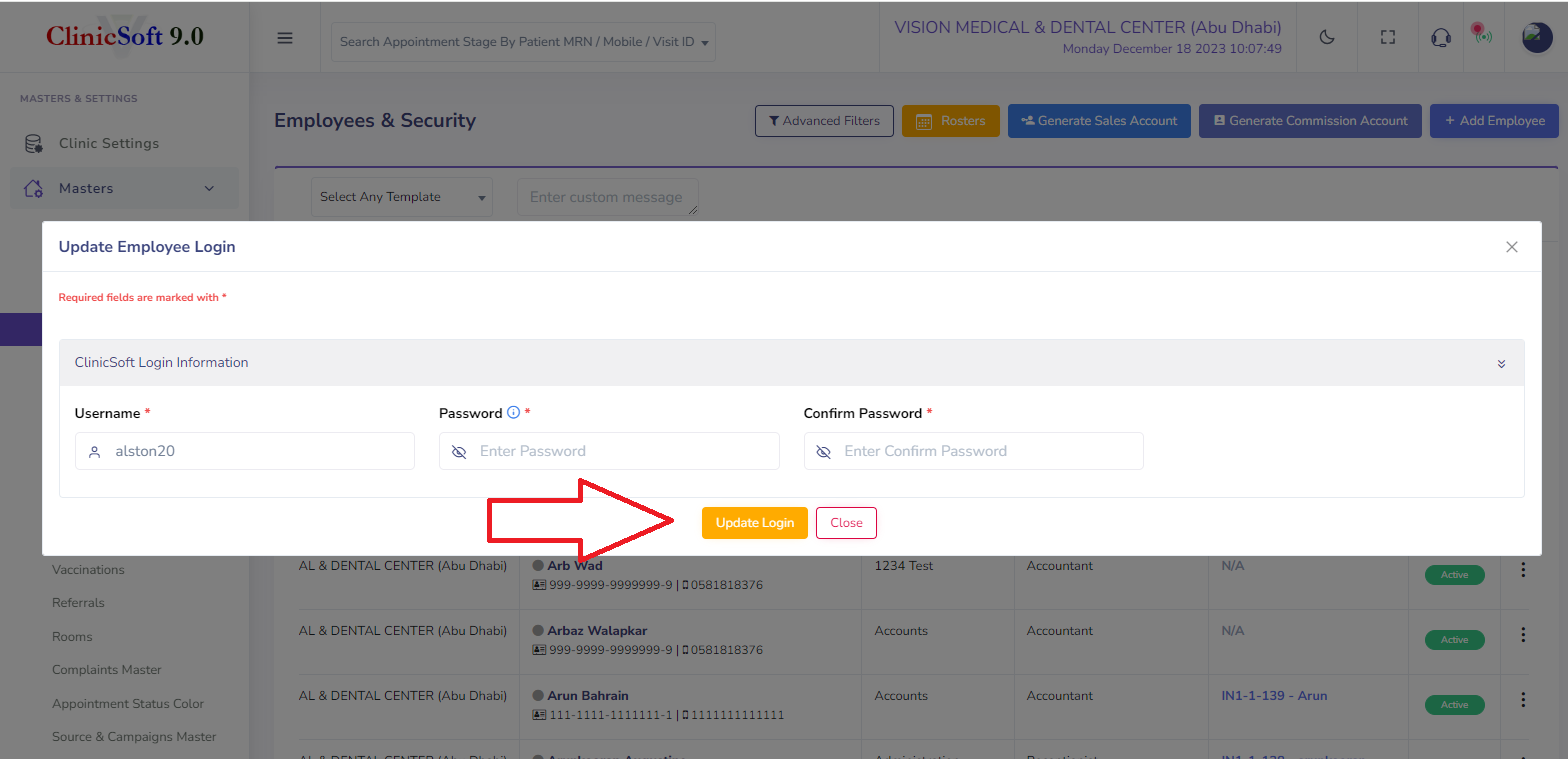 ClinicSoft 9.0
Search Appointment Stage By Patient MRN / Mobile / Visit ID
VISION MEDICAL & DENTAL CENTER (Abu Dhabi)
Monday December 18 2023 10:07:49
MASTERS & SETTINGS
Clinic Settings
Masters
Employees & Security
Advanced Filters
Rosters
Generate Sales Account
Generate Commission Account
+ Add Employee
Select Any Template
Enter custom message
Update Employee Login
Required fields are marked with *
ClinicSoft Login Information
Username *
Password *
Confirm Password *
alston20
Enter Password
Enter Confirm Password
Update Login
Close
Vaccinations
Referrals
Rooms
Complaints Master
Appointment Status Color
Source & Campaigns Master
AL & DENTAL CENTER (Abu Dhabi) Arb Wad 1234 Test Accountant N/A Active
999-9999-9999999-9 | 0581818376
AL & DENTAL CENTER (Abu Dhabi) Arbaz Walapkar Accounts Accountant N/A Active
999-9999-9999999-9 | 0581818376
AL & DENTAL CENTER (Abu Dhabi) Arun Bahrain Accounts Accountant IN1-1-139 - Arun Active
111-1111-1111111-1 | 1111111111111